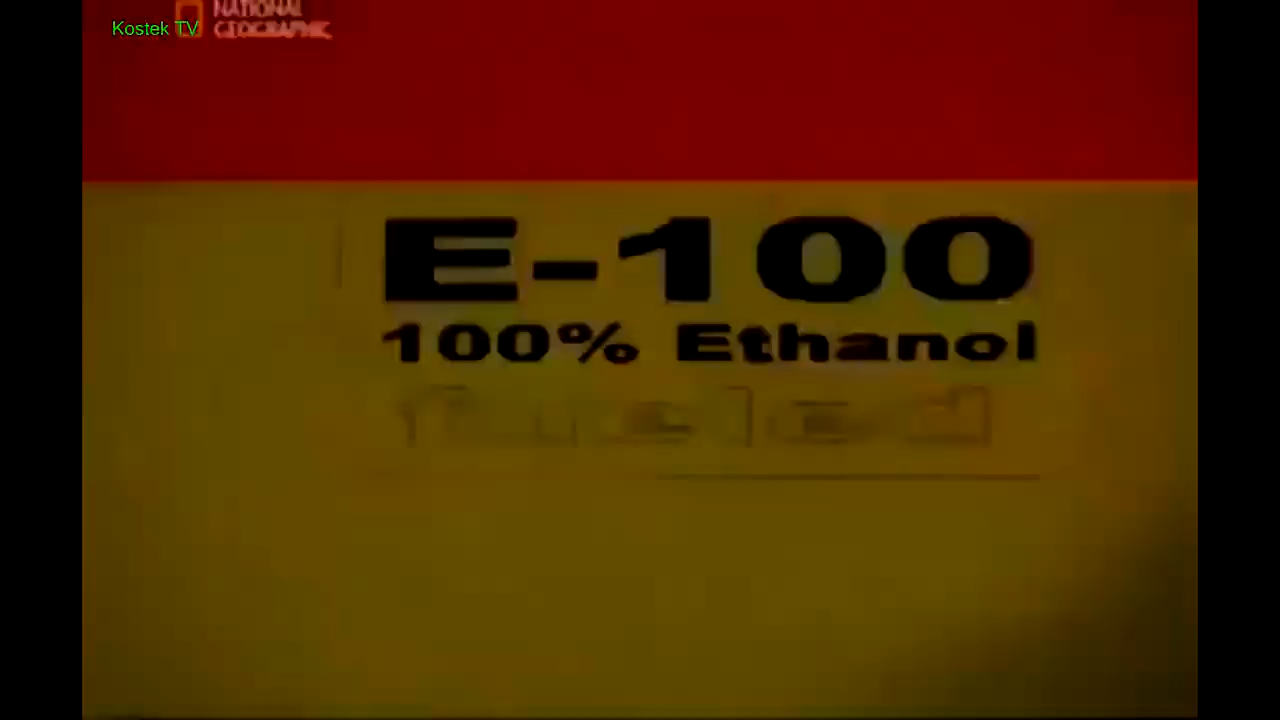 Kostek TV
NATIONAL
GEOGRAPHIC
E-100
100% Ethanol